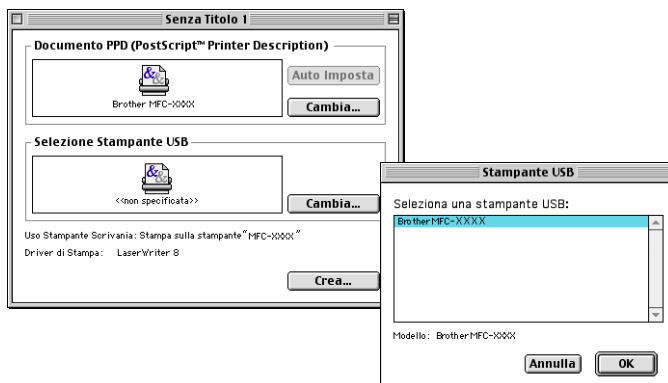 Senza Titolo 1
Documento PPD (PostScript™ Printer Description)
Auto Imposta
Brother MFC-XXXX
Cambia...
Selezione Stampante USB
<<non specificata>>
Cambia...
Uso Stampante Scrivania: Stampa sulla stampante“MFC-XXXX”
Driver di Stampa: LaserWriter 8
Crea...
Stampante USB
Seleziona una stampante USB:
Brother MFC-XXXX
Modello: Brother MFC-XXXX
Annulla
OK